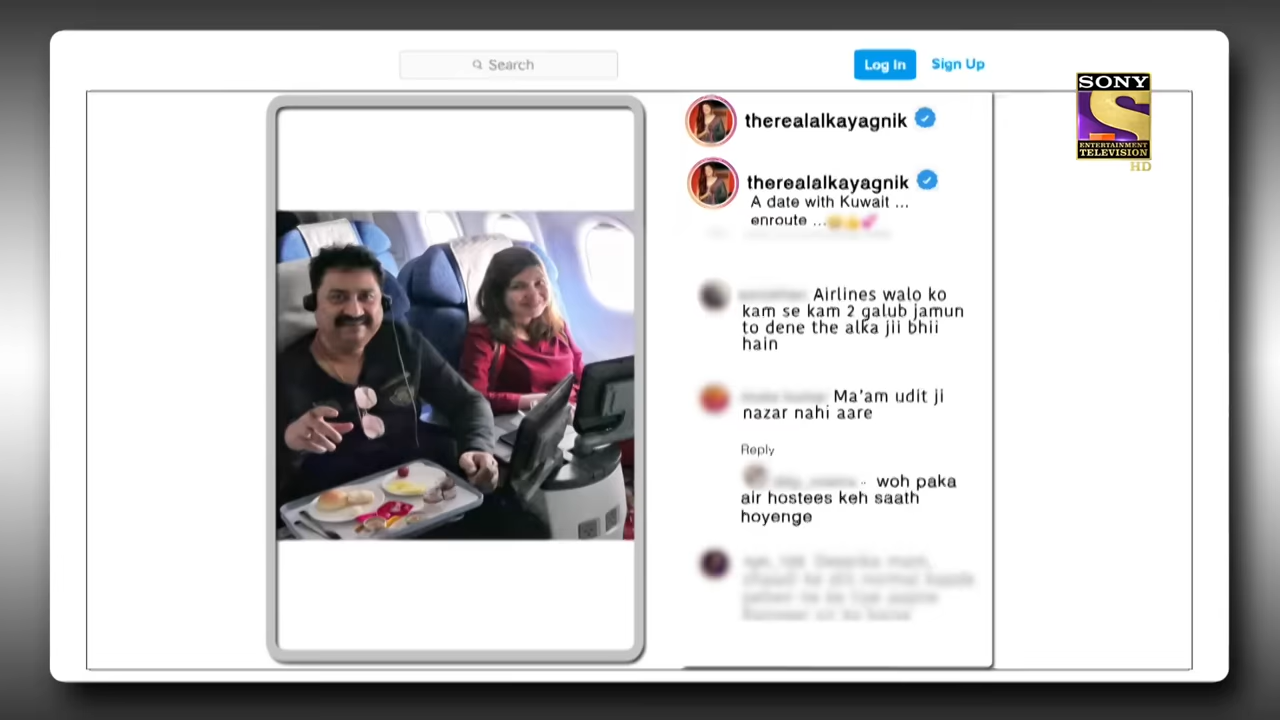 Search
Log In
Sign Up
SONY
ENTERTAINMENT
TELEVISION
HD
therealalkayagnik
therealalkayagnik
A date with Kuwait ...
enroute ...
Airlines walo ko
kam se kam 2 galub jamun
to dene the alka jii bhii
hain
Ma'am udit ji
nazar nahi aare
Reply
woh paka
air hostees keh saath
hoyenge